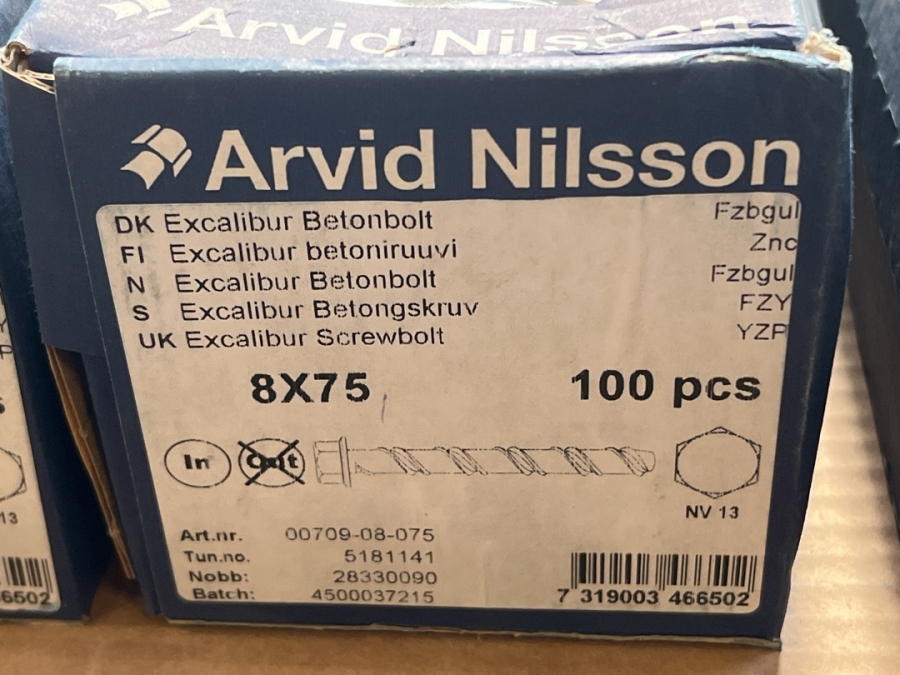 Arvid Nilsson
Arvid Nilsson
DK Excalibur Betonbolt Fzbgul
FI Excalibur betoniruuvi Znc
N Excalibur Betonbolt Fzbgul
S Excalibur Betongskruv FZY
UK Excalibur Screwbolt YZP
8X75 100 pcs
In Out
NV 13
Art.nr. 00709-08-075
Tun.no. 5181141
Nobb: 28330090
Batch: 4500037215
7 319003 466502
13
66502